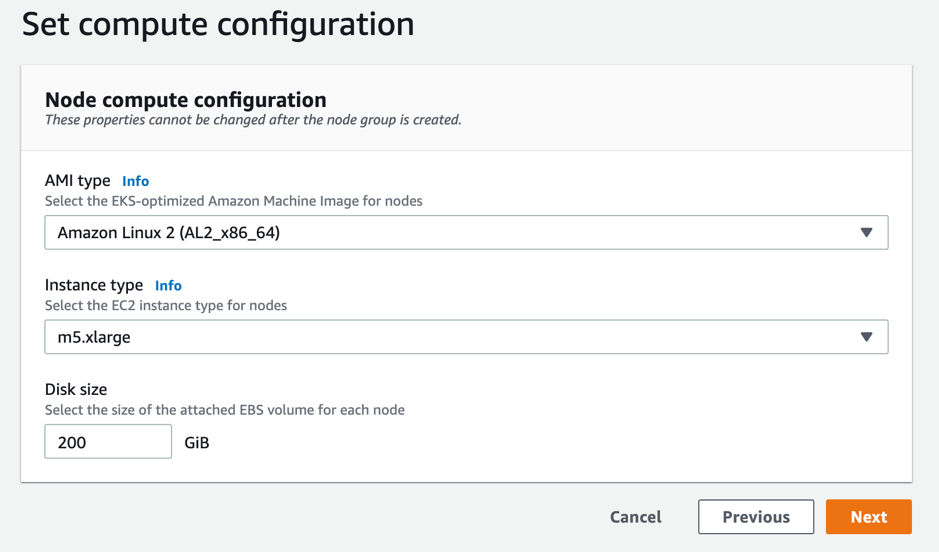 Set compute configuration
Node compute configuration
These properties cannot be changed after the node group is created.
AMI type Info
Select the EKS-optimized Amazon Machine Image for nodes
Amazon Linux 2 (AL2_x86_64)
Instance type Info
Select the EC2 instance type for nodes
m5.xlarge
Disk size
Select the size of the attached EBS volume for each node
200 GiB
Cancel Previous Next